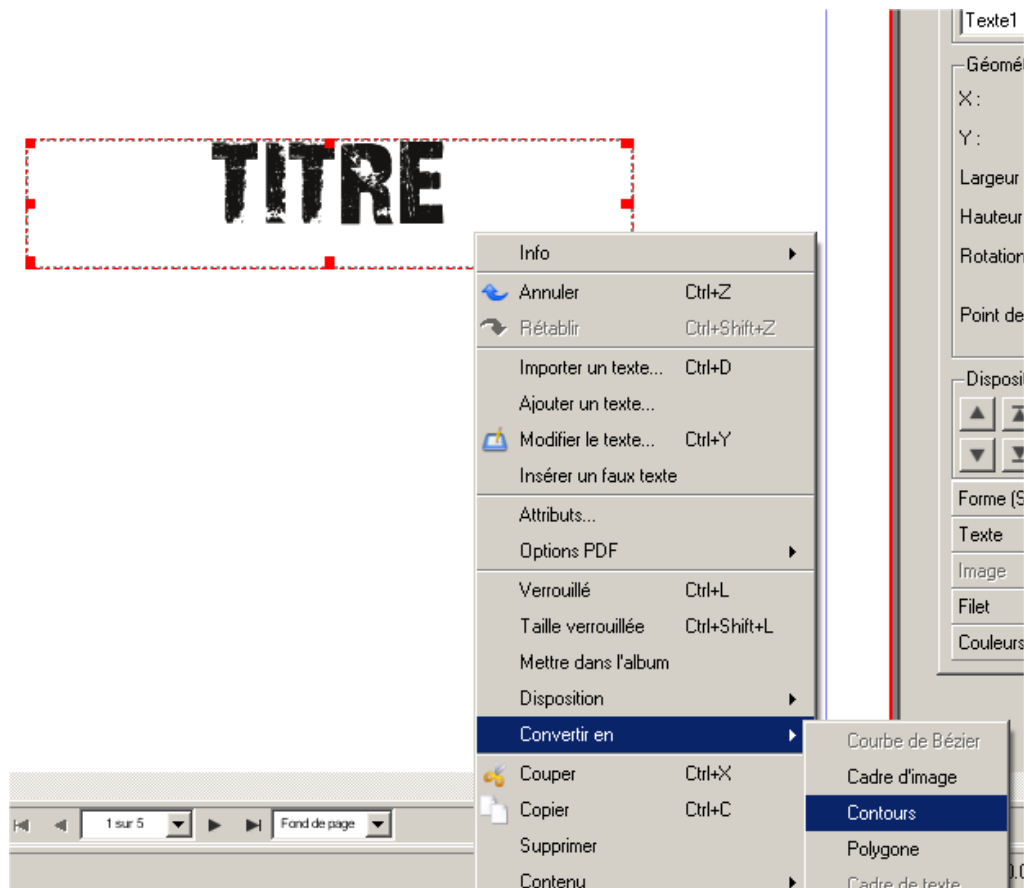 Texte1
Géomét
X :
Y :
Largeur
Hauteur
Rotation
Point de
TITRE
Info
Annuler Ctrl+Z
Rétablir Ctrl+Shift+Z
Importer un texte... Ctrl+D
Ajouter un texte...
Modifier le texte... Ctrl+Y
Insérer un faux texte
Attributs...
Options PDF
Verrouillé Ctrl+L
Taille verrouillée Ctrl+Shift+L
Mettre dans l'album
Disposition
Convertir en
Couper Ctrl+X
Copier Ctrl+C
Supprimer
Contenu
Courbe de Bézier
Cadre d'image
Contours
Polygone
Cadre de texte
Disposit
Forme (S
Texte
Image
Filet
Couleurs
1 sur 5
Fond de page